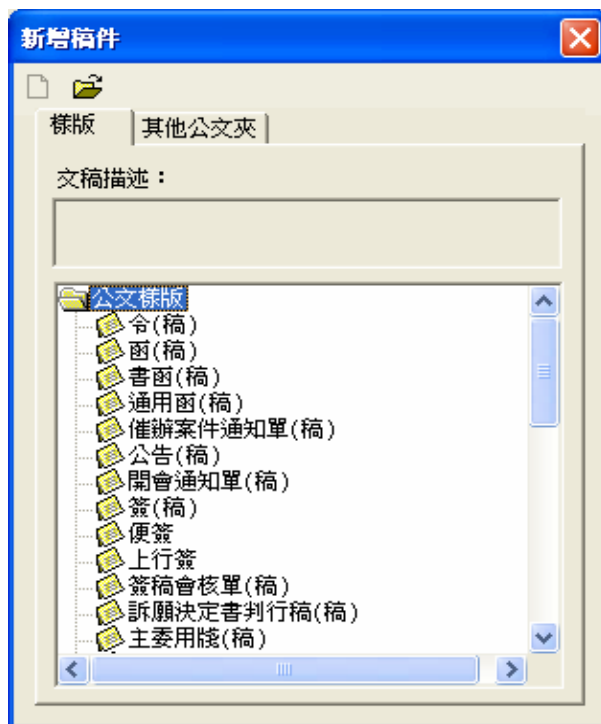 新增稿件
樣版 其他公文夾
文稿描述：
公文樣版
令(稿)
函(稿)
書函(稿)
通用函(稿)
催辦案件通知單(稿)
公告(稿)
開會通知單(稿)
簽(稿)
便簽
上行簽
簽稿會核單(稿)
訴願決定書判行稿(稿)
主委用牋(稿)